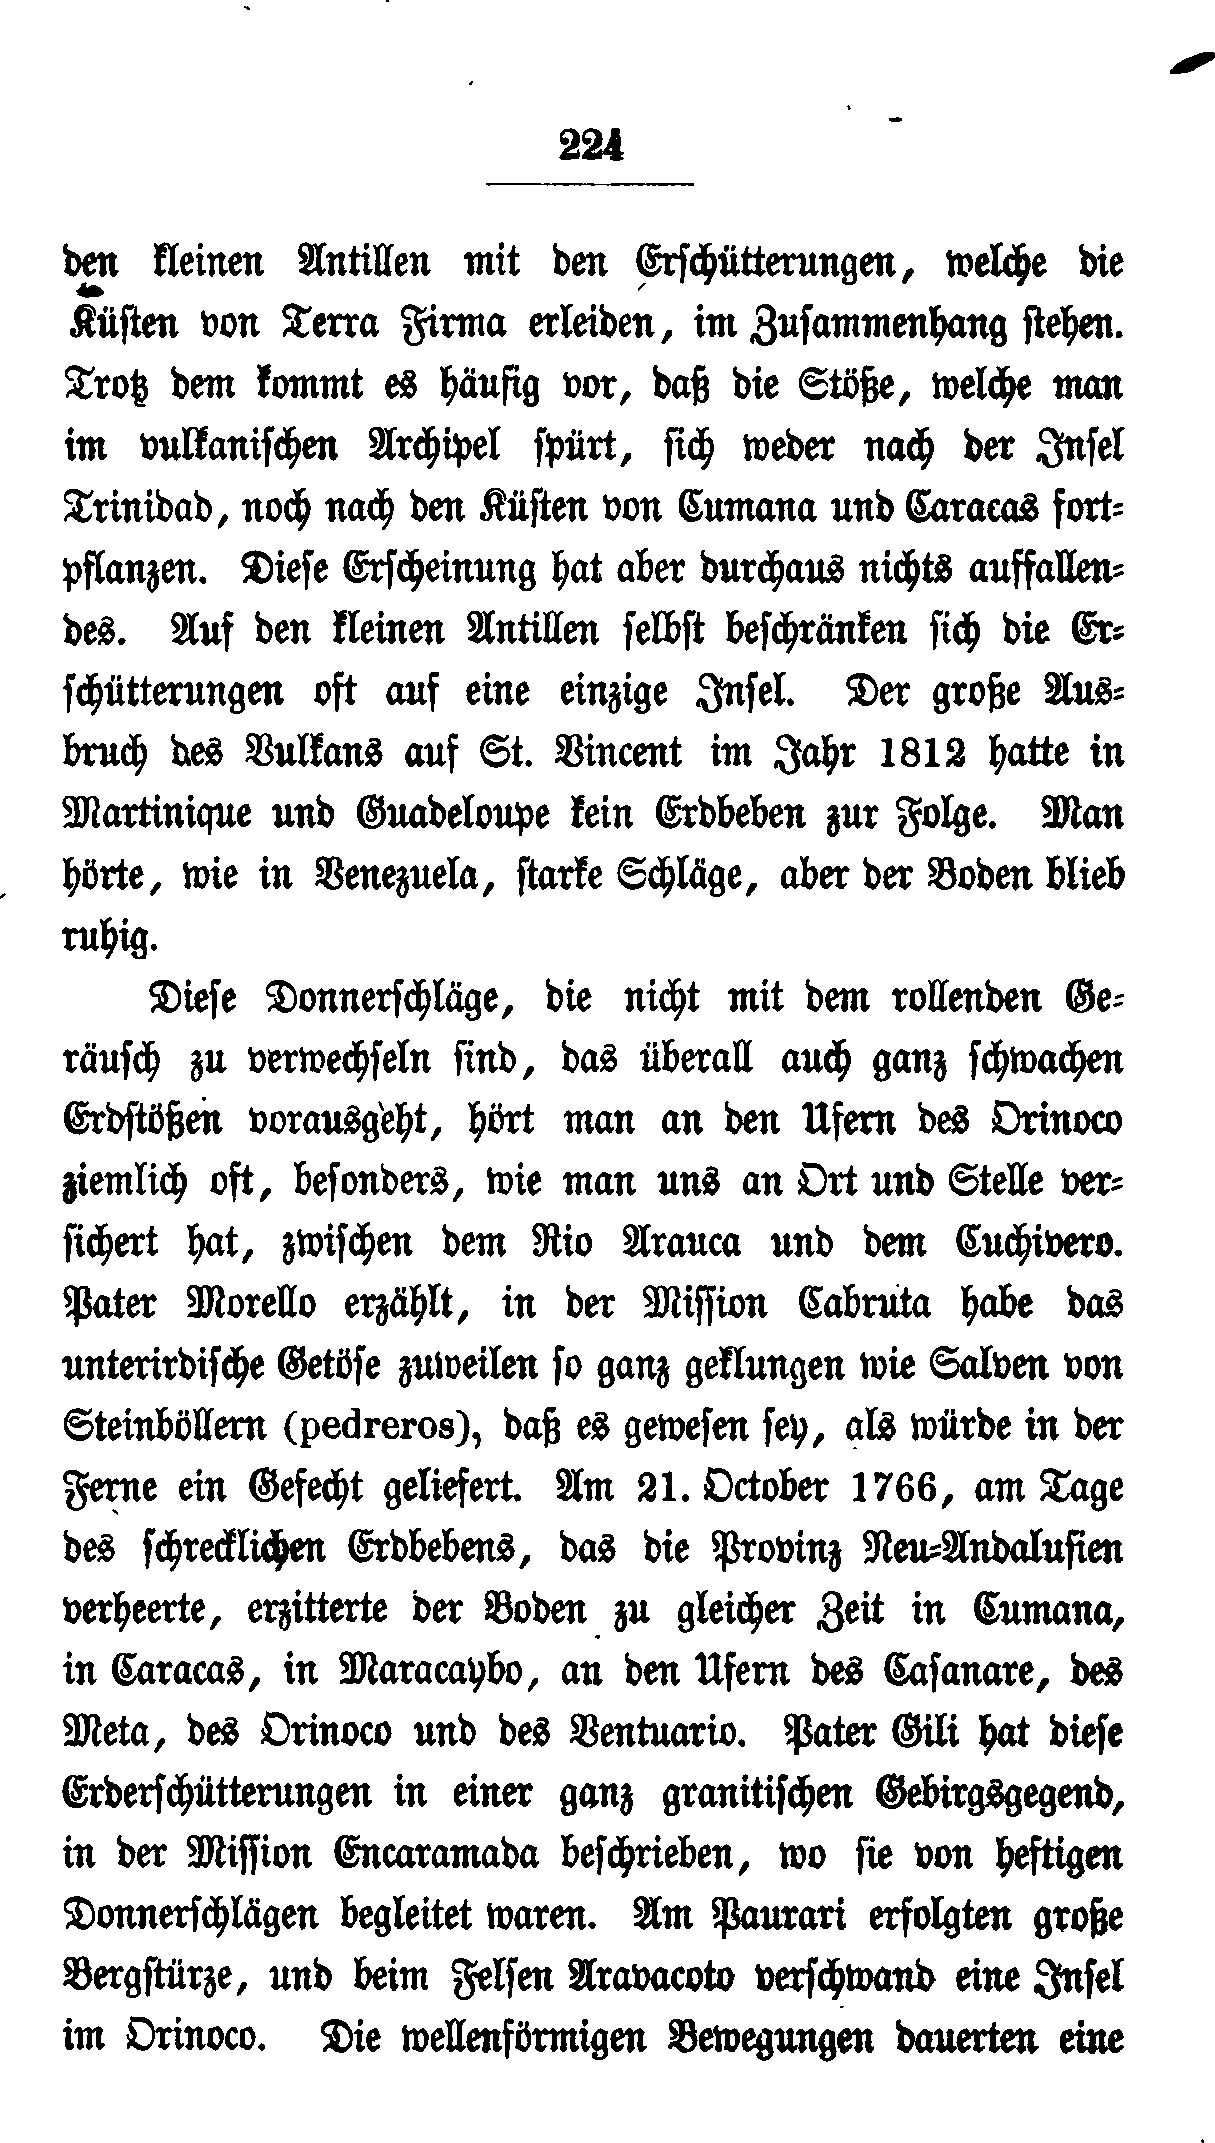 224
den kleinen Antillen mit den Erschütterungen, welche die
Küsten von Terra Firma erleiden, im Zusammenhang stehen.
Trotz dem kommt es häufig vor, daß die Stöße, welche man
im vulkanischen Archipel spürt, sich weder nach der Insel
Trinidad, noch nach den Küsten von Cumana und Caracas fort-
pflanzen. Diese Erscheinung hat aber durchaus nichts auffallen-
des. Auf den kleinen Antillen selbst beschränken sich die Er-
schütterungen oft auf eine einzige Insel. Der große Aus-
bruch des Vulkans auf St. Vincent im Jahr 1812 hatte in
Martinique und Guadeloupe kein Erdbeben zur Folge. Man
hörte, wie in Venezuela, starke Schläge, aber der Boden blieb
ruhig.
Diese Donnerschläge, die nicht mit dem rollenden Ge-
räusch zu verwechseln sind, das überall auch ganz schwachen
Erdstößen vorausgeht, hört man an den Ufern des Orinoco
ziemlich oft, besonders, wie man uns an Ort und Stelle ver-
sichert hat, zwischen dem Rio Arauca und dem Cuchivero.
Pater Morello erzählt, in der Mission Cabruta habe das
unterirdische Getöse zuweilen so ganz geklungen wie Salven von
Steinböllern (pedreros), daß es gewesen sey, als würde in der
Ferne ein Gefecht geliefert. Am 21. October 1766, am Tage
des schrecklichen Erdbebens, das die Provinz Neu-Andalusien
verheerte, erzitterte der Boden zu gleicher Zeit in Cumana,
in Caracas, in Maracaybo, an den Ufern des Casanare, des
Meta, des Orinoco und des Ventuario. Pater Gili hat diese
Erderschütterungen in einer ganz granitischen Gebirgsgegend,
in der Mission Encaramada beschrieben, wo sie von heftigen
Donnerschlägen begleitet waren. Am Paurari erfolgten große
Bergstürze, und beim Felsen Aravacoto verschwand eine Insel
im Orinoco. Die wellenförmigen Bewegungen dauerten eine